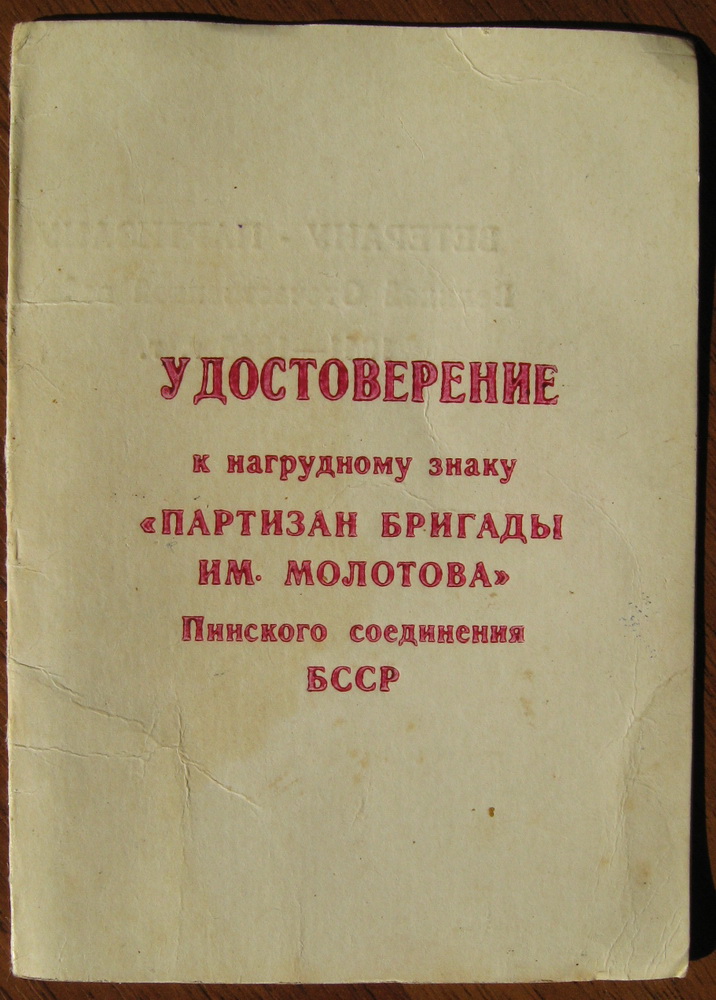 УДОСТОВЕРЕНИЕ
к нагрудному знаку
«ПАРТИЗАН БРИГАДЫ
ИМ. МОЛОТОВА»
Пинского соединения
БССР